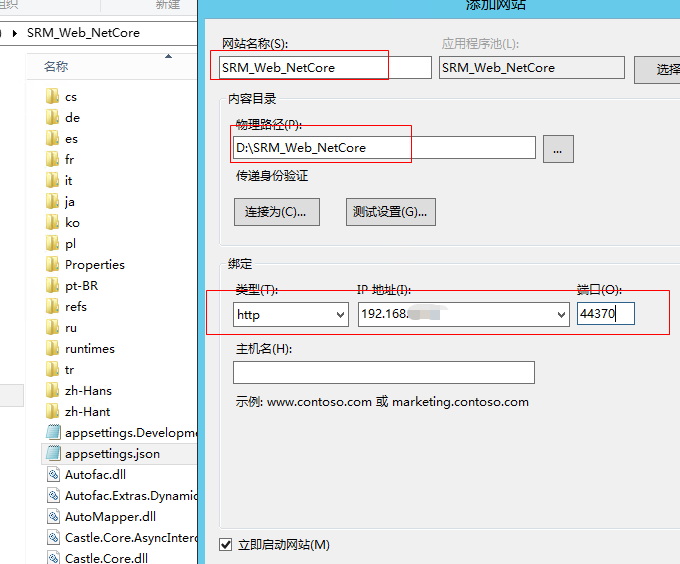 组织
新建
SRM_Web_NetCore
名称
cs
de
es
fr
it
ja
ko
pl
Properties
pt-BR
refs
ru
runtimes
tr
zh-Hans
zh-Hant
appsettings.Developm
appsettings.json
Autofac.dll
Autofac.Extras.Dynamic
AutoMapper.dll
Castle.Core.AsyncInterc
Castle.Core.dll
添加网站
网站名称(S):
应用程序池(L):
SRM_Web_NetCore
SRM_Web_NetCore
选择
内容目录
物理路径(P):
D:\SRM_Web_NetCore
...
传递身份验证
连接为(C)...
测试设置(G)...
绑定
类型(T):
IP 地址(I):
端口(O):
http
192.168.
44370
主机名(H):
示例: www.contoso.com 或 marketing.contoso.com
立即启动网站(M)